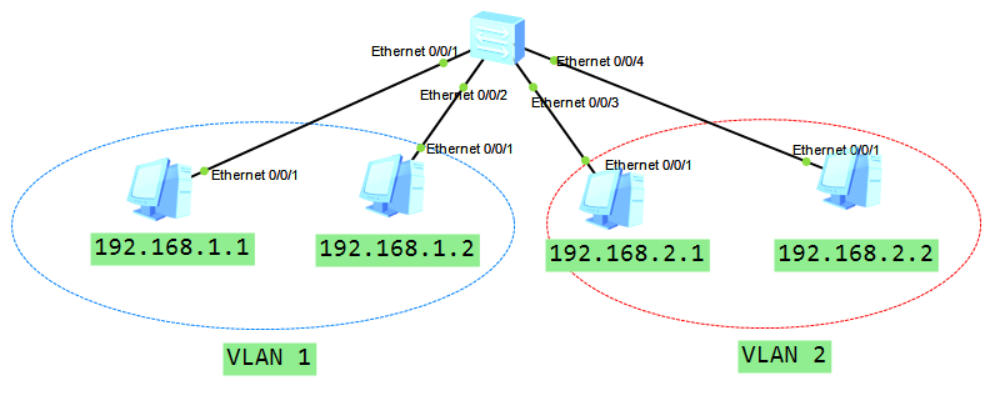 Ethernet 0/0/1
Ethernet 0/0/4
Ethernet 0/0/2
Ethernet 0/0/3
Ethernet 0/0/1
Ethernet 0/0/1
Ethernet 0/0/1
Ethernet 0/0/1
192.168.1.1
192.168.1.2
192.168.2.1
192.168.2.2
VLAN 1
VLAN 2